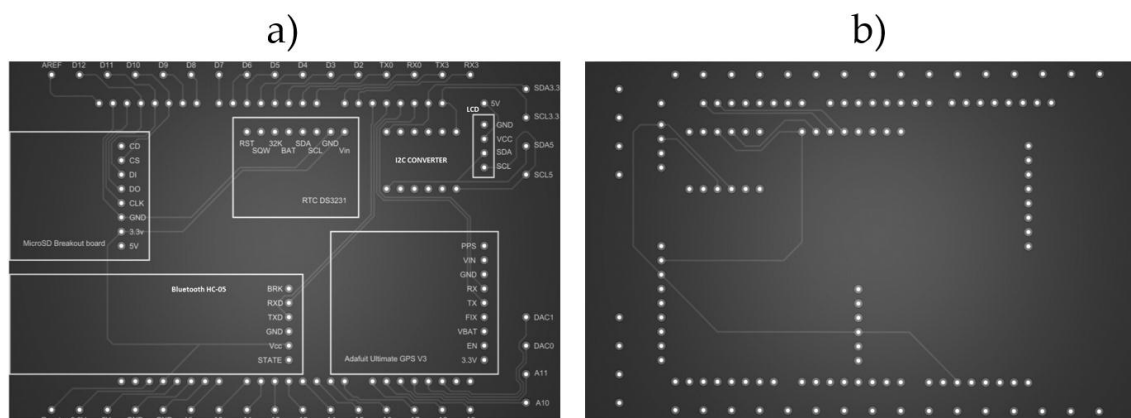 a)
b)
AREF D12 D11 D10 D9 D8 D7 D6 D5 D4 D3 D2 TX0 RX0 TX3 RX3
SDA3.3
SCL3.3
SDA5
SCL5
5V
LCD
GND
VCC
SDA
SCL
I2C CONVERTER
RST SQW 32K BAT SDA SCL GND Vin
RTC DS3231
CD
CS
DI
DO
CLK
GND
3.3v
5V
MicroSD Breakout board
PPS
VIN
GND
RX
TX
FIX
VBAT
EN
3.3V
Adafuit Ultimate GPS V3
Bluetooth HC-05
BRK
RXD
TXD
GND
Vcc
STATE
DAC1
DAC0
A11
A10